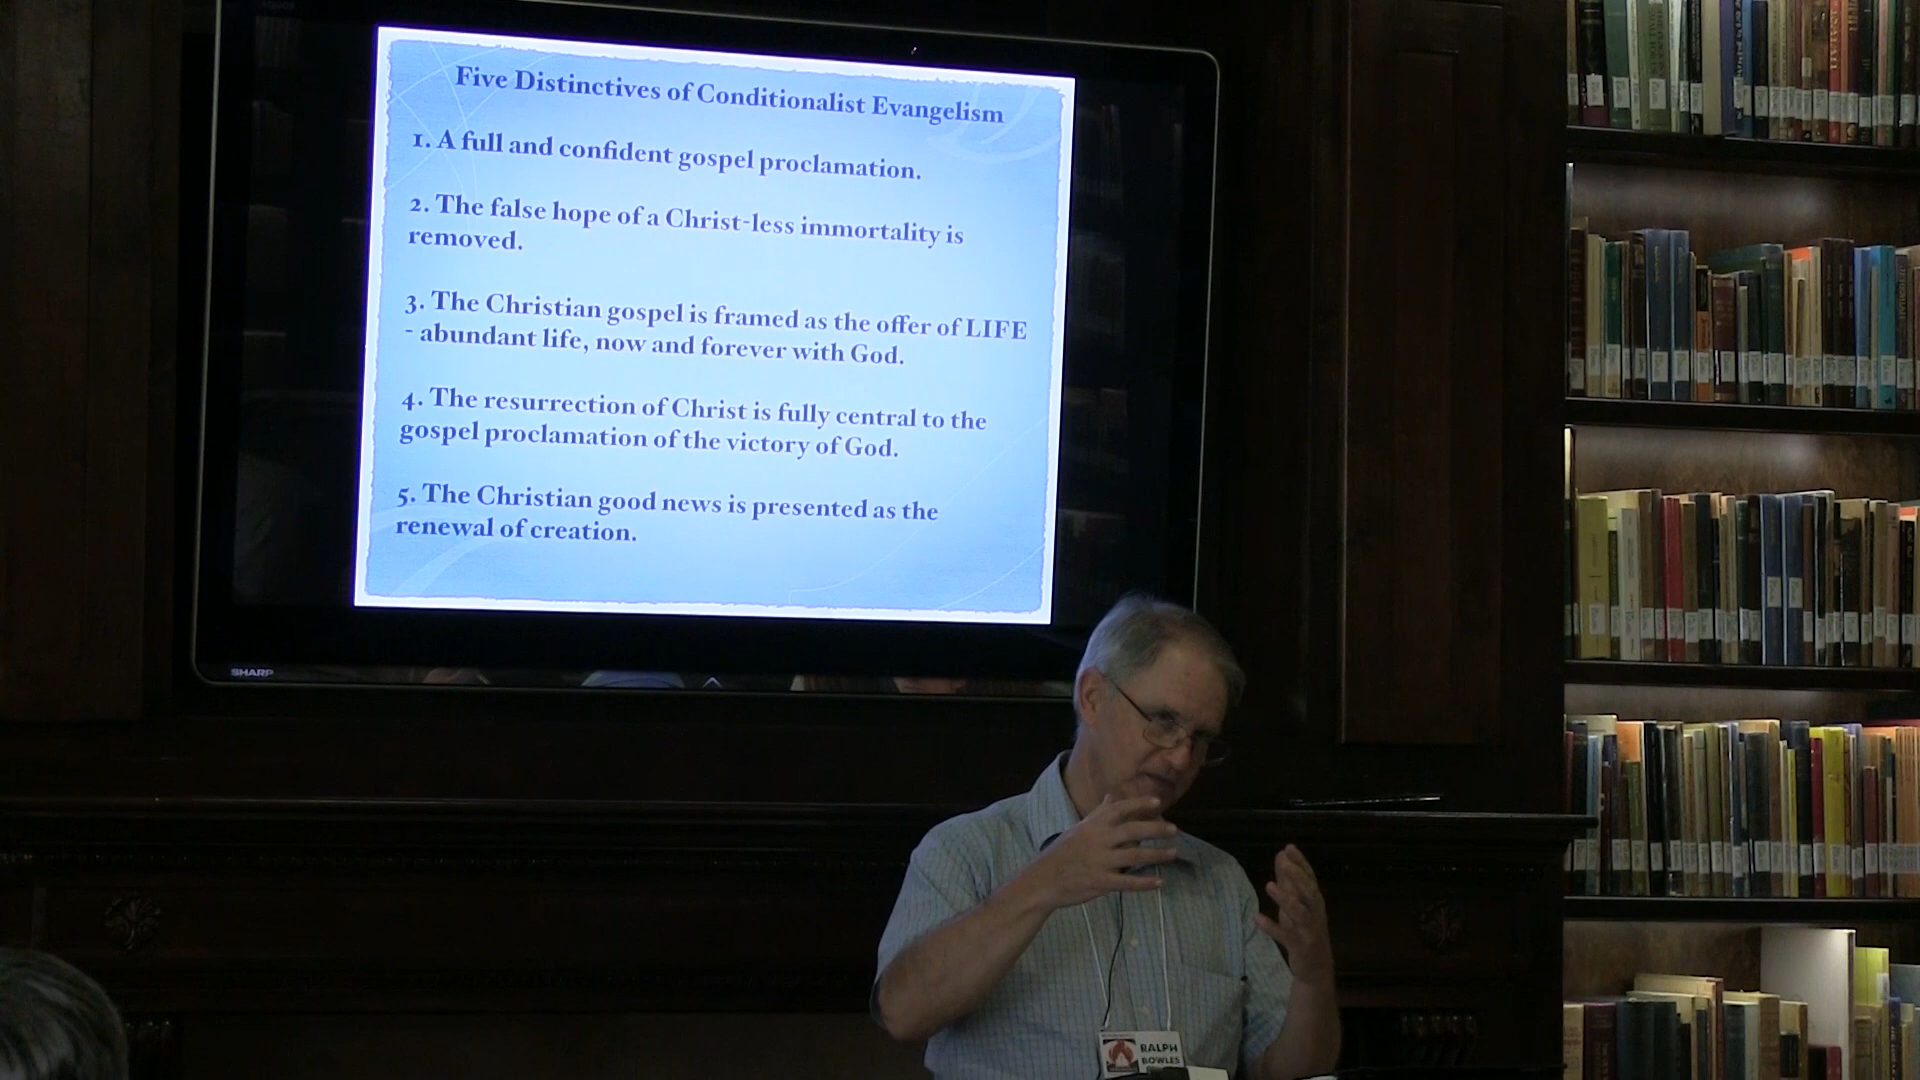 Five Distinctives of Conditionalist Evangelism
1. A full and confident gospel proclamation.
2. The false hope of a Christ-less immortality is
removed.
3. The Christian gospel is framed as the offer of LIFE
- abundant life, now and forever with God.
4. The resurrection of Christ is fully central to the
gospel proclamation of the victory of God.
5. The Christian good news is presented as the
renewal of creation.
SHARP
RALPH
BOWLES